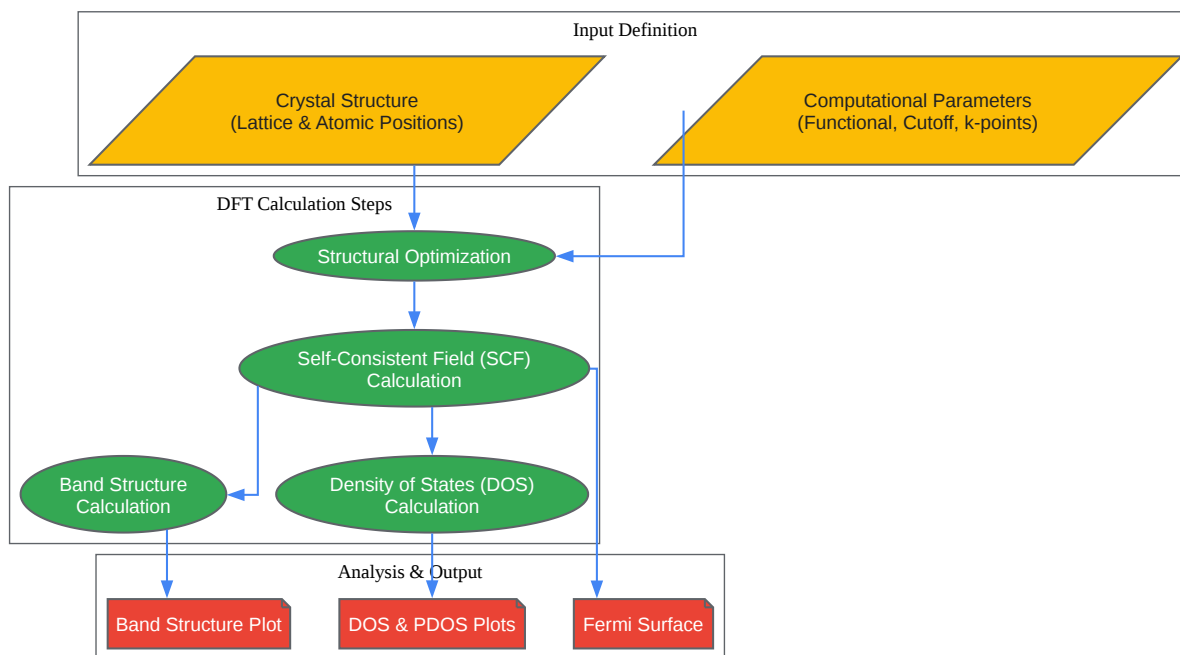 Input Definition
Crystal Structure
(Lattice & Atomic Positions)
Computational Parameters
(Functional, Cutoff, k-points)
DFT Calculation Steps
Structural Optimization
Self-Consistent Field (SCF)
Calculation
Band Structure
Calculation
Density of States (DOS)
Calculation
Analysis & Output
Band Structure Plot
DOS & PDOS Plots
Fermi Surface